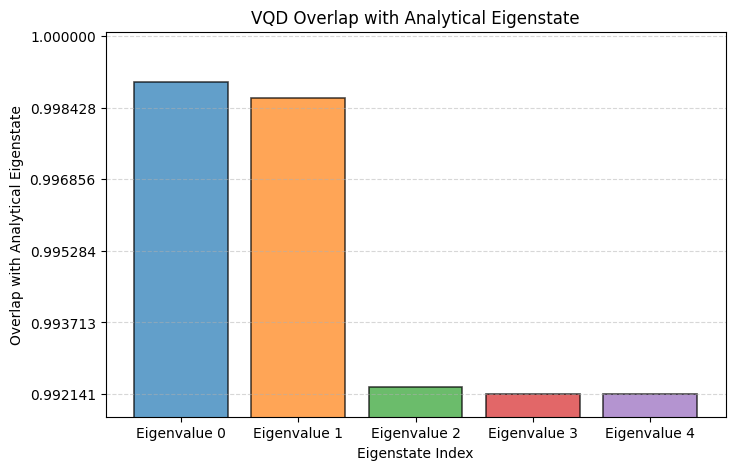 VQD Overlap with Analytical Eigenstate
Overlap with Analytical Eigenstate
1.000000
0.998428
0.996856
0.995284
0.993713
0.992141
Eigenvalue 0
Eigenvalue 1
Eigenvalue 2
Eigenvalue 3
Eigenvalue 4
Eigenstate Index